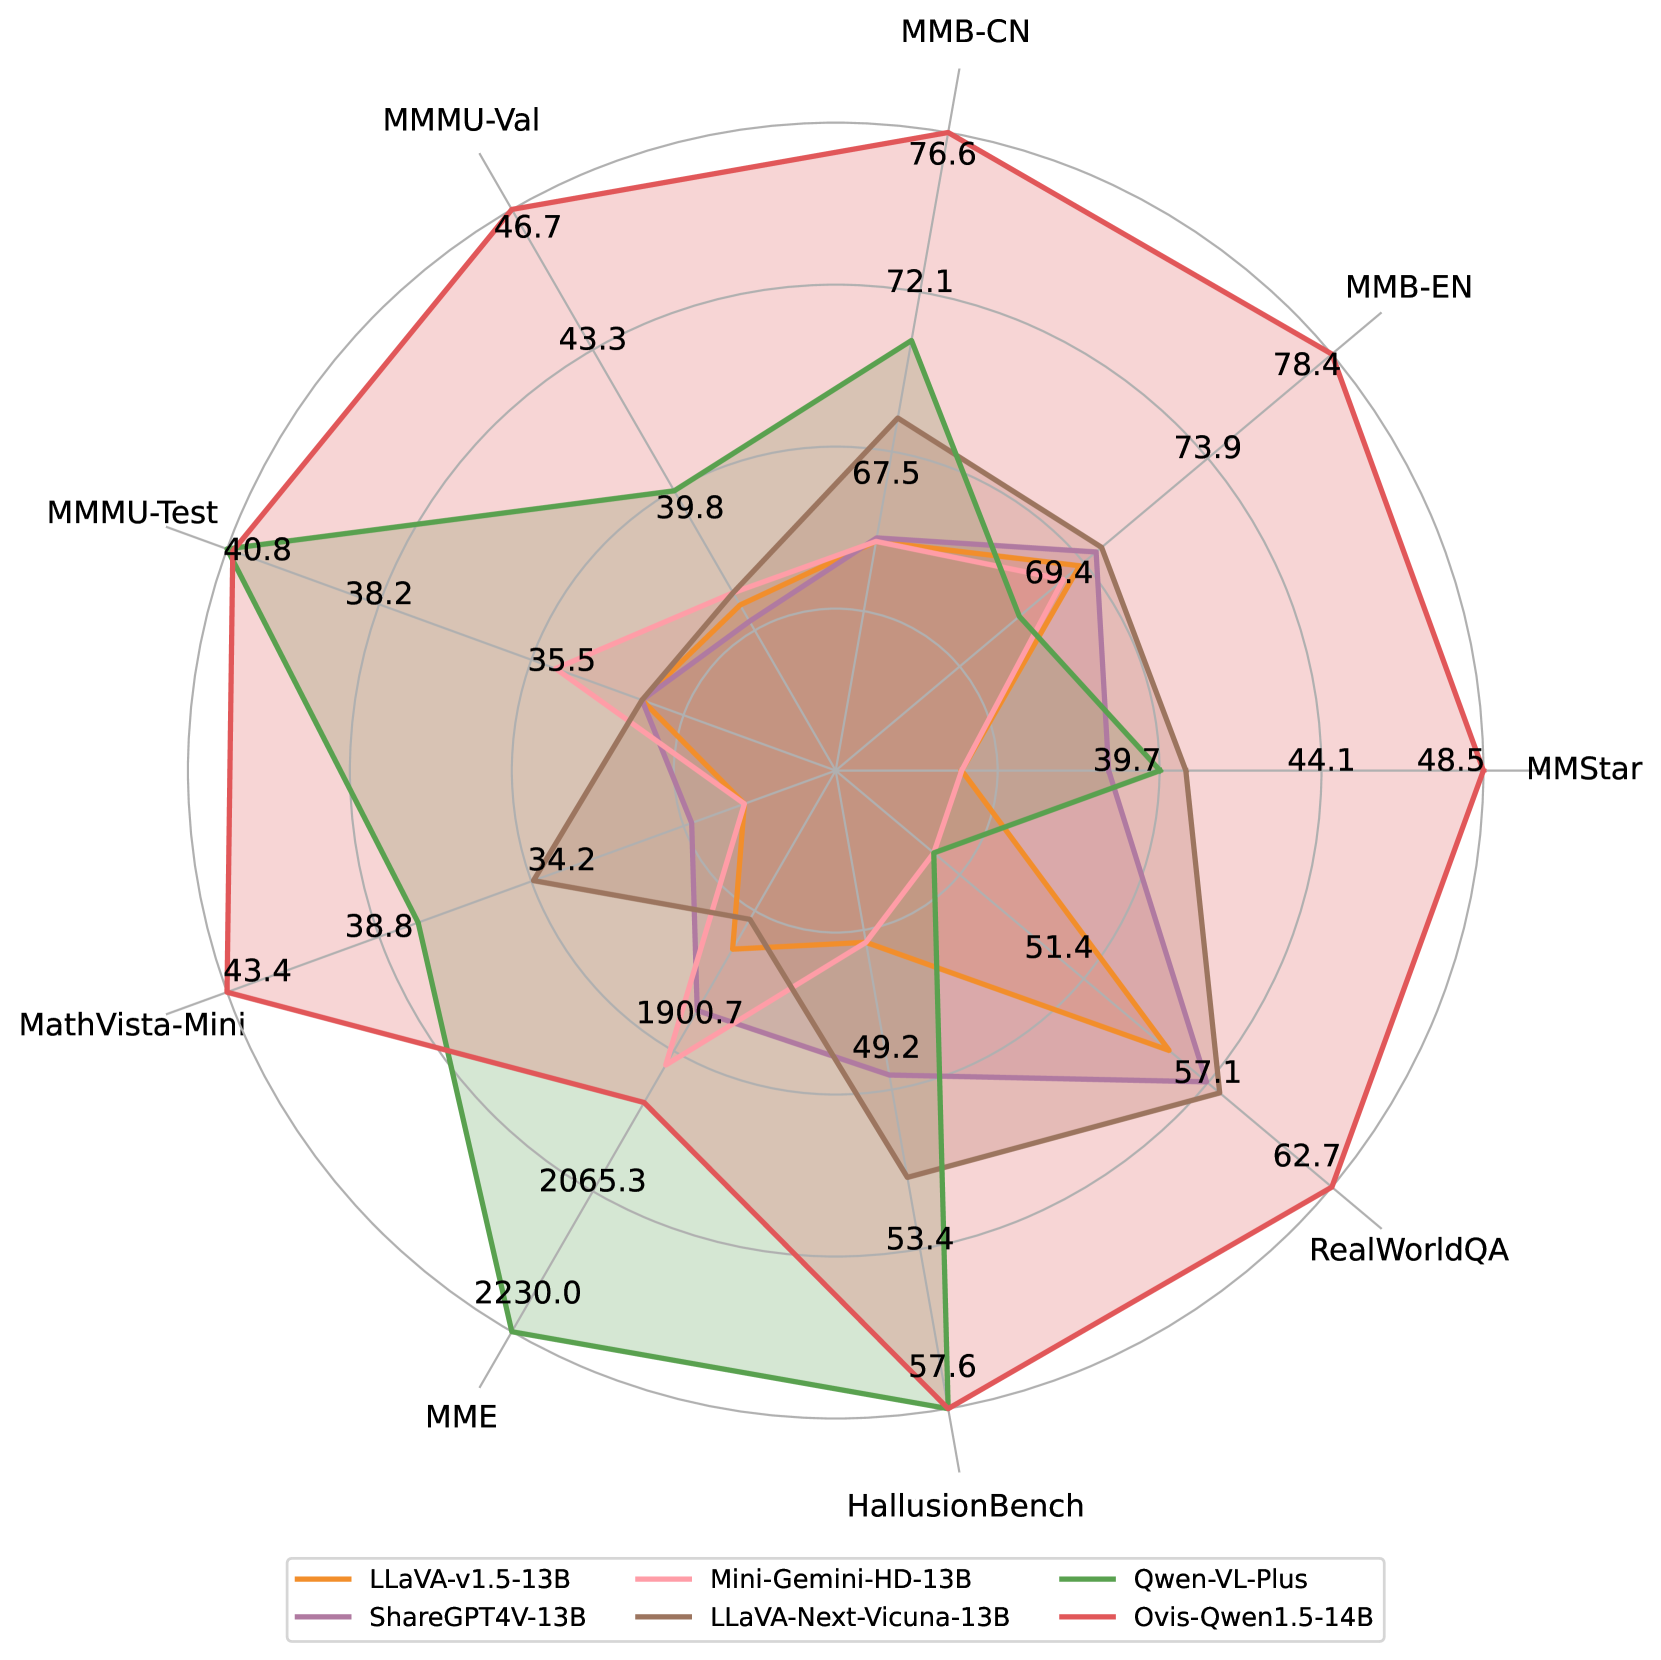 MMB-CN
MMMU-Val
76.6
46.7
72.1
MMB-EN
43.3
78.4
73.9
67.5
39.8
MMMU-Test
40.8
38.2
69.4
35.5
39.7
44.1
48.5
MMStar
34.2
38.8
51.4
43.4
MathVista-Mini
1900.7
49.2
57.1
62.7
2065.3
53.4
RealWorldQA
2230.0
57.6
MME
HallusionBench
LLaVA-v1.5-13B
Mini-Gemini-HD-13B
Qwen-VL-Plus
ShareGPT4V-13B
LLaVA-Next-Vicuna-13B
Ovis-Qwen1.5-14B